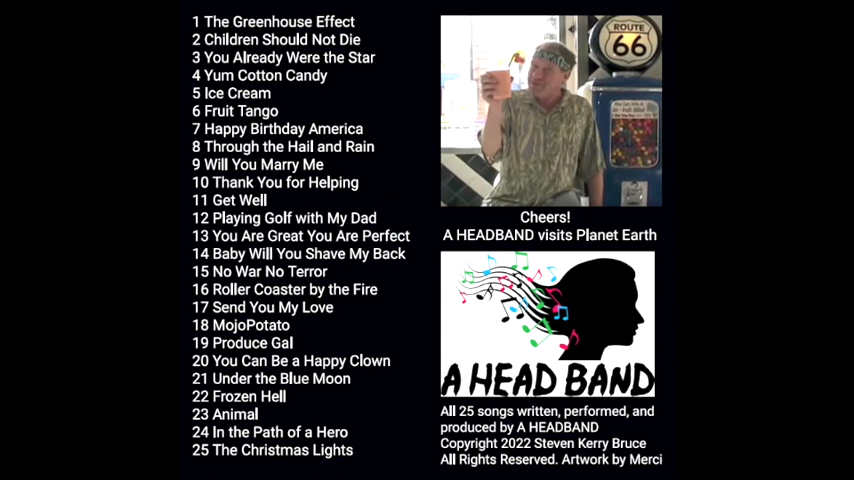 1 The Greenhouse Effect
2 Children Should Not Die
3 You Already Were the Star
4 Yum Cotton Candy
5 Ice Cream
6 Fruit Tango
7 Happy Birthday America
8 Through the Hail and Rain
9 Will You Marry Me
10 Thank You for Helping
11 Get Well
12 Playing Golf with My Dad
13 You Are Great You Are Perfect
14 Baby Will You Shave My Back
15 No War No Terror
16 Roller Coaster by the Fire
17 Send You My Love
18 MojoPotato
19 Produce Gal
20 You Can Be a Happy Clown
21 Under the Blue Moon
22 Frozen Hell
23 Animal
24 In the Path of a Hero
25 The Christmas Lights
ROUTE
66
Cheers!
A HEADBAND visits Planet Earth
A HEAD BAND
All 25 songs written, performed, and
produced by A HEADBAND
Copyright 2022 Steven Kerry Bruce
All Rights Reserved. Artwork by Merci